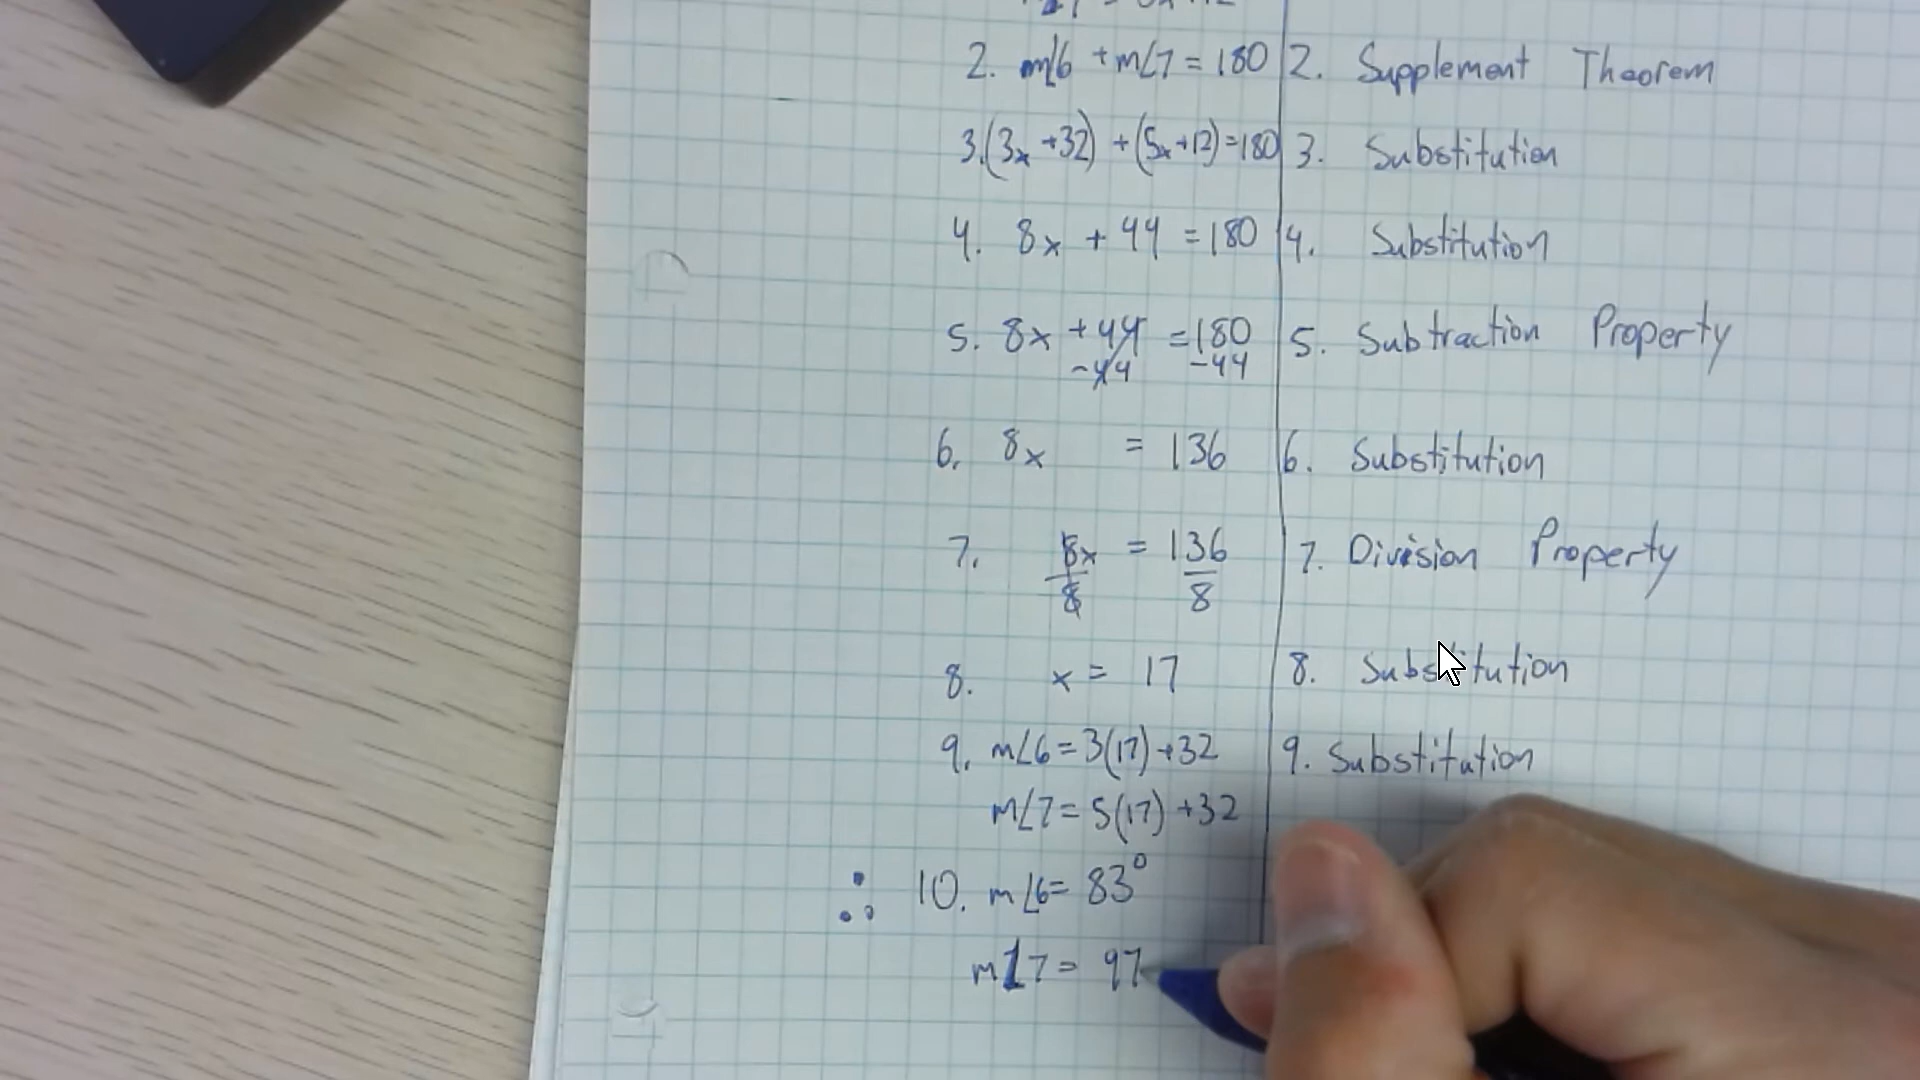 2. m∠6 + m∠7 = 180 2. Supplement Theorem
3. (3x + 32) + (5x + 12) = 180 3. Substitution
4. 8x + 44 = 180 4. Substitution
5. 8x + 44 = 180 5. Subtraction Property
-44 -44
6. 8x = 136 6. Substitution
7. 8x = 136 7. Division Property
8 8
8. x = 17 8. Substitution
9. m∠6 = 3(17) + 32 9. Substitution
m∠7 = 5(17) + 32
∴ 10. m∠6 = 83°
m∠7 = 97